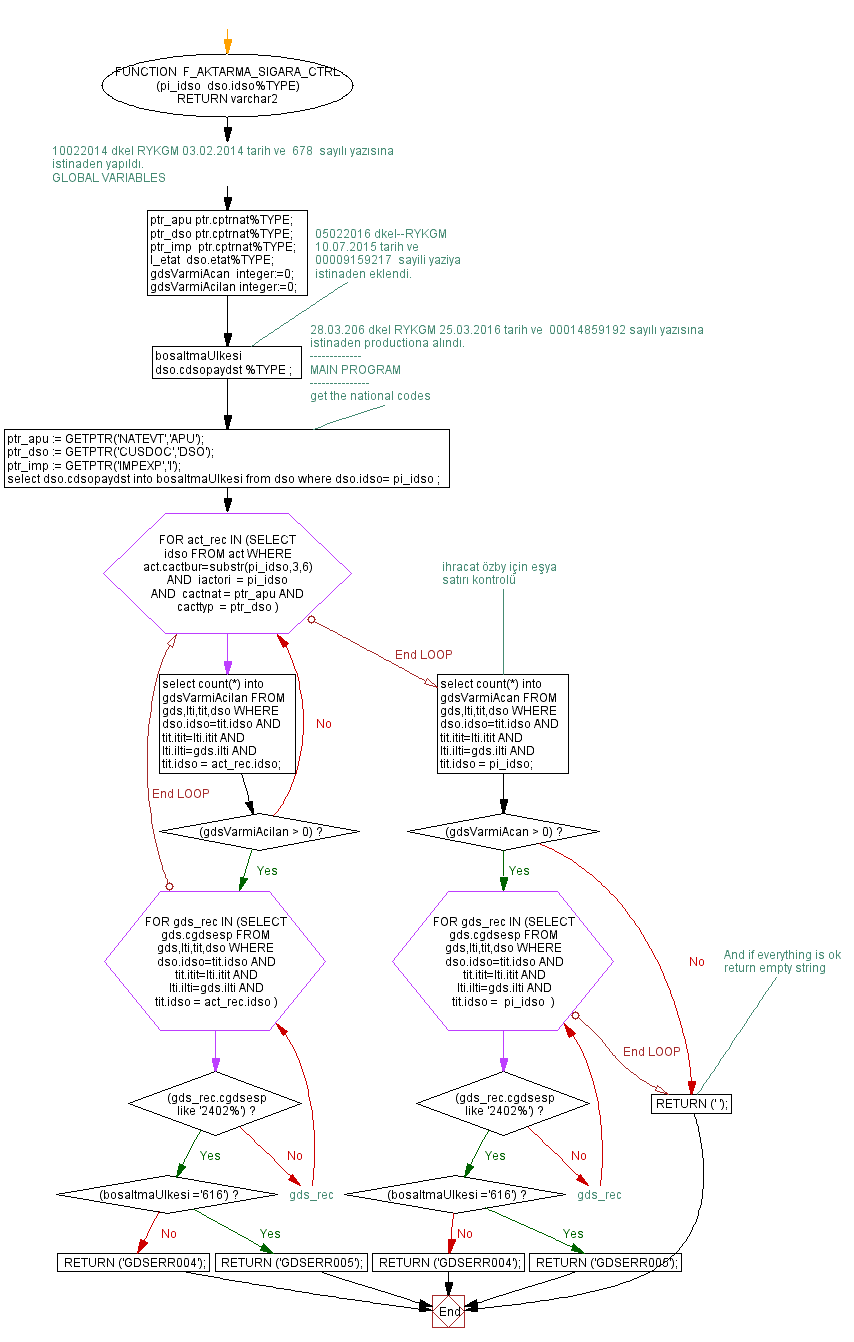 FUNCTION F_AKTARMA_SIGARA_CTRL
(pi_idso dso.idso%TYPE)
RETURN varchar2
10022014 dkel RYKGM 03.02.2014 tarih ve 678 sayılı yazısına
istinaden yapıldı.
GLOBAL VARIABLES
ptr_apu ptr.cptrnat%TYPE;
ptr_dso ptr.cptrnat%TYPE;
ptr_imp ptr.cptrnat%TYPE;
l_etat dso.etat%TYPE;
gdsVarmiAcan integer:=0;
gdsVarmiAcilan integer:=0;
05022016 dkel--RYKGM
10.07.2015 tarih ve
00009159217 sayili yaziya
istinaden eklendi.
bosaltmaUlkesi
dso.cdsopaydst %TYPE ;
28.03.206 dkel RYKGM 25.03.2016 tarih ve 00014859192 sayılı yazısına
istinaden productiona alındı.
-------------
MAIN PROGRAM
---------------
get the national codes
ptr_apu := GETPTR('NATEVT','APU');
ptr_dso := GETPTR('CUSDOC','DSO');
ptr_imp := GETPTR('IMPEXP','I');
select dso.cdsopaydst into bosaltmaUlkesi from dso where dso.idso= pi_idso ;
FOR act_rec IN (SELECT
idso FROM act WHERE
act.cactbur=substr(pi_idso,3,6)
AND iactori = pi_idso
AND cactnat = ptr_apu AND
cacttyp = ptr_dso )
ihracat özby için eşya
satırı kontrolü
End LOOP
select count(*) into
gdsVarmiAcilan FROM
gds,lti,tit,dso WHERE
dso.idso=tit.idso AND
tit.itit=lti.itit AND
lti.ilti=gds.ilti AND
tit.idso = act_rec.idso;
No
select count(*) into
gdsVarmiAcan FROM
gds,lti,tit,dso WHERE
dso.idso=tit.idso AND
tit.itit=lti.itit AND
lti.ilti=gds.ilti AND
tit.idso = pi_idso;
End LOOP
(gdsVarmiAcilan > 0) ?
(gdsVarmiAcan > 0) ?
Yes
Yes
FOR gds_rec IN (SELECT
gds.cgdsesp FROM
gds,lti,tit,dso WHERE
dso.idso=tit.idso AND
tit.itit=lti.itit AND
lti.ilti=gds.ilti AND
tit.idso = act_rec.idso )
FOR gds_rec IN (SELECT
gds.cgdsesp FROM
gds,lti,tit,dso WHERE
dso.idso=tit.idso AND
tit.itit=lti.itit AND
lti.ilti=gds.ilti AND
tit.idso = pi_idso )
No
And if everything is ok
return empty string
End LOOP
(gds_rec.cgdsesp
like '2402%') ?
(gds_rec.cgdsesp
like '2402%') ?
RETURN (' ');
Yes
No
Yes
No
(bosaltmaUlkesi ='616') ?
gds_rec
(bosaltmaUlkesi ='616') ?
gds_rec
No
Yes
No
Yes
RETURN ('GDSERR004');
RETURN ('GDSERR005');
RETURN ('GDSERR004');
RETURN ('GDSERR005');
End